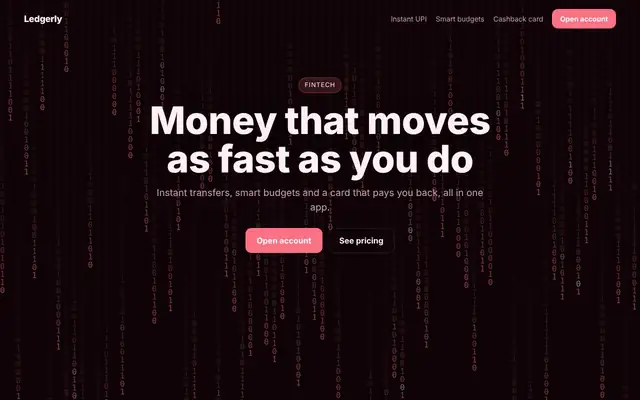 Ledgerly
Instant UPI
Smart budgets
Cashback card
Open account
FINTECH
Money that moves
as fast as you do
Instant transfers, smart budgets and a card that pays you back, all in one
app.
Open account
See pricing